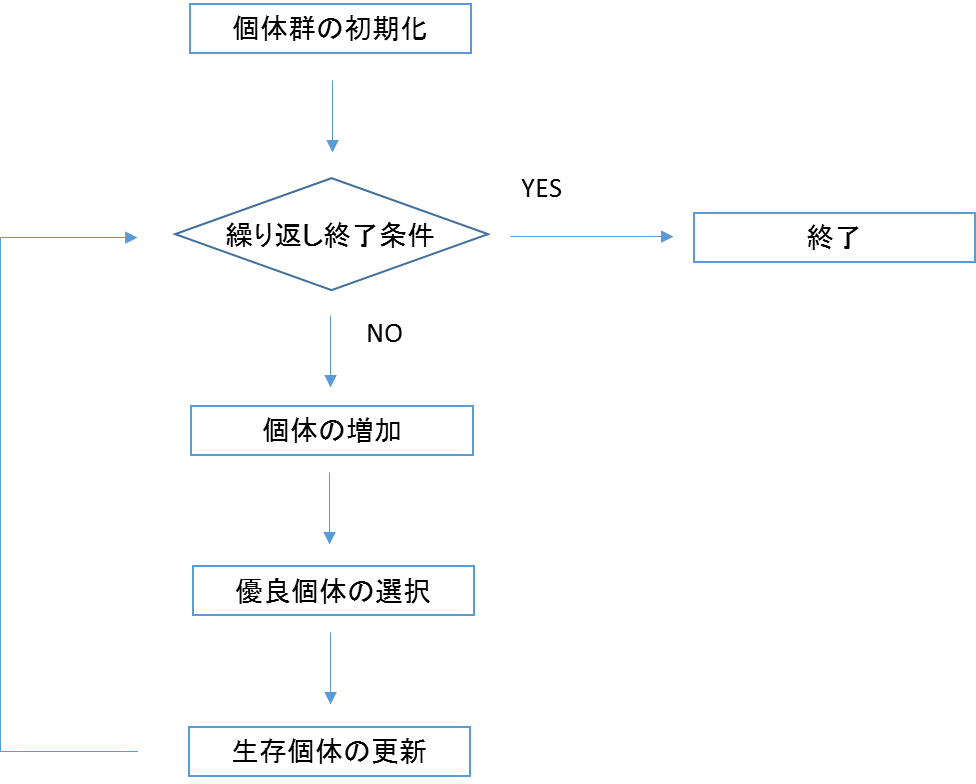 個体群の初期化
繰り返し終了条件
YES
終了
NO
個体の増加
優良個体の選択
生存個体の更新